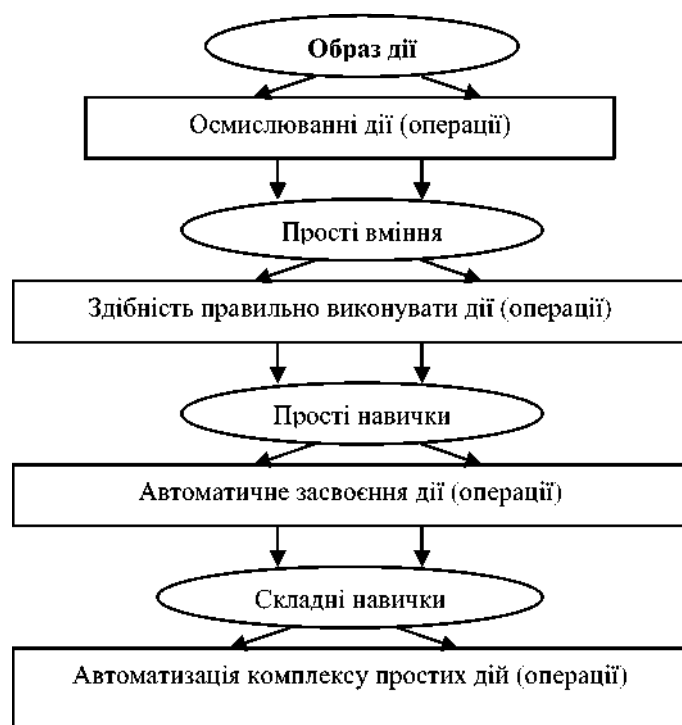 Образ дії
Осмислюванні дії (операції)
Прості вміння
Здібність правильно виконувати дії (операції)
Прості навички
Автоматичне засвоєння дії (операції)
Складні навички
Автоматизація комплексу простих дій (операції)